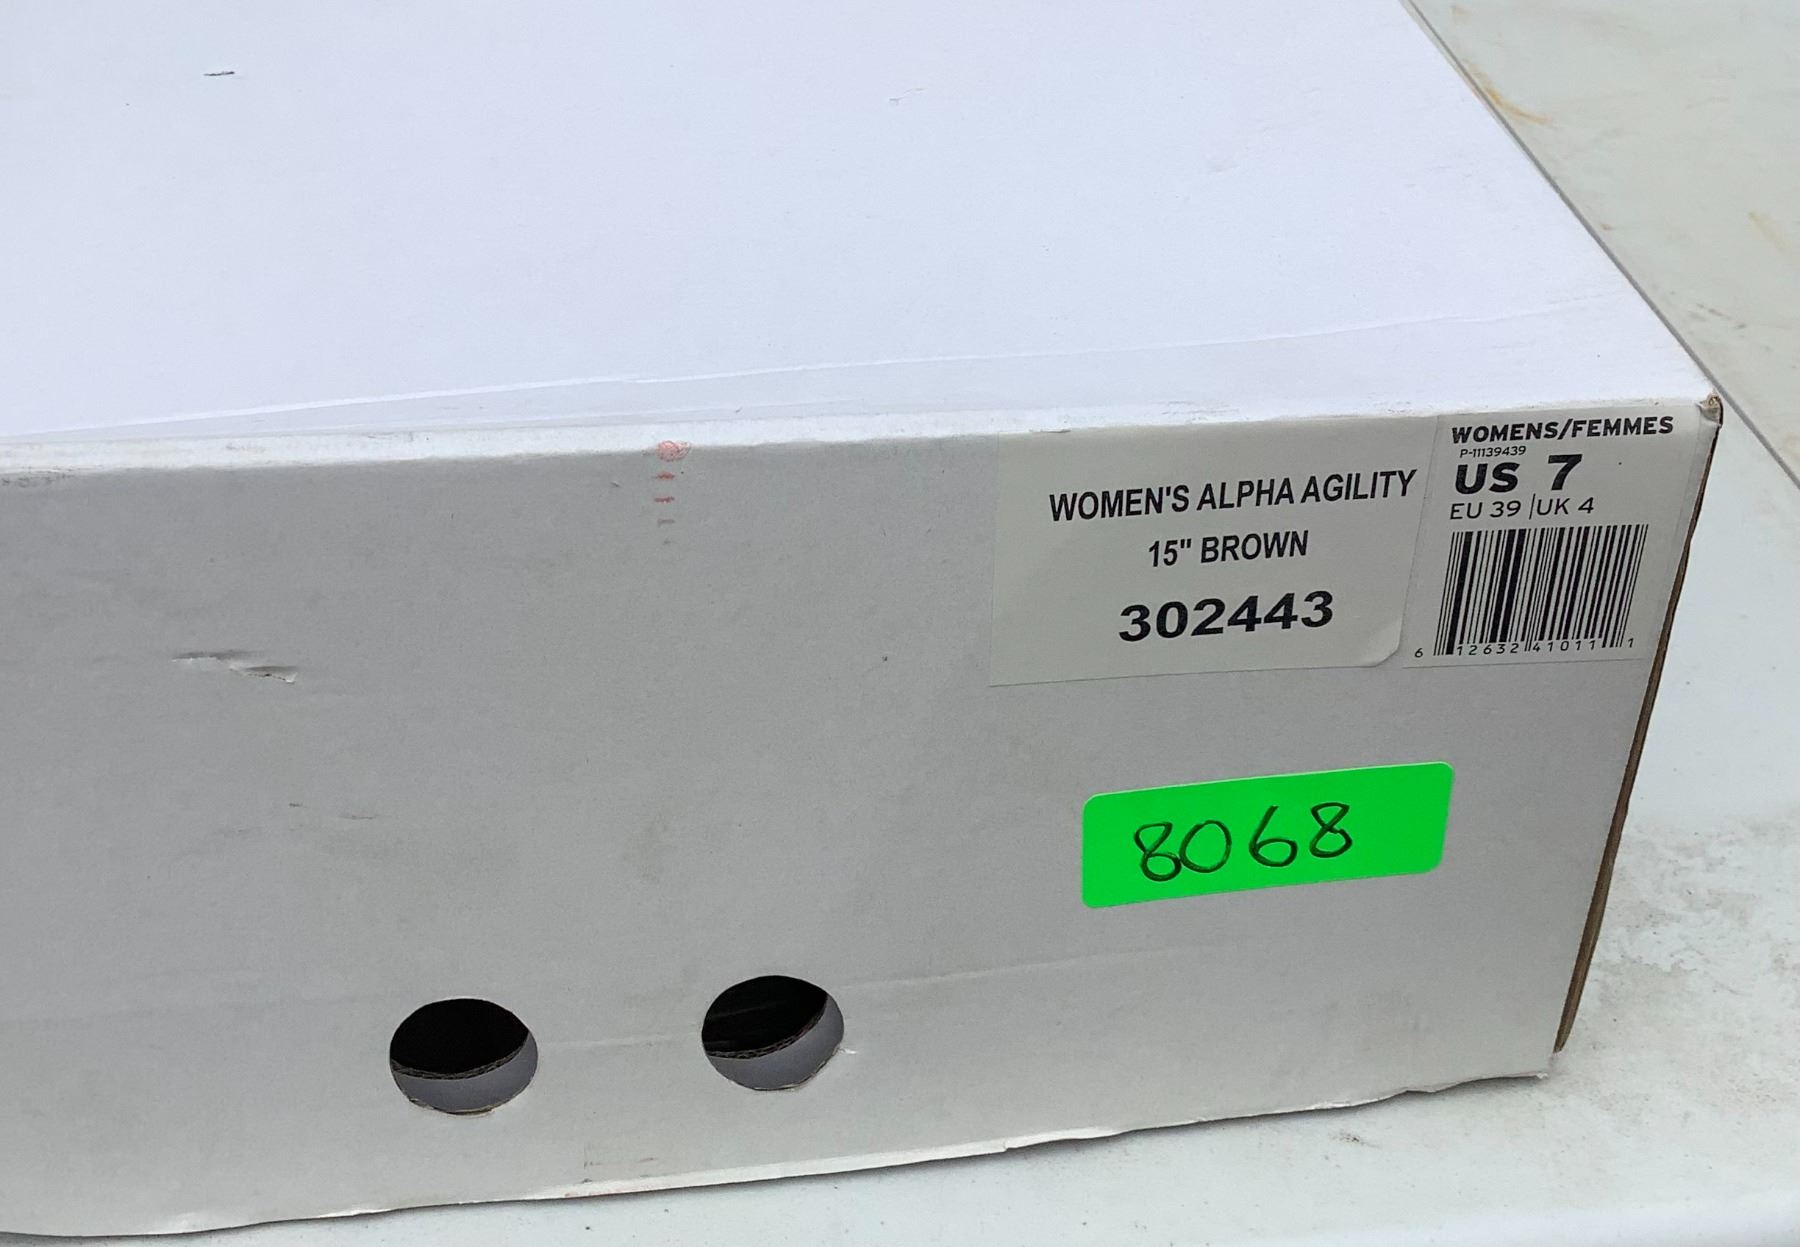 WOMEN'S ALPHA AGILITY
15" BROWN
302443
WOMENS/FEMMES
P-11139439
US 7
EU 39 | UK 4
6 12632 41011 1
8068